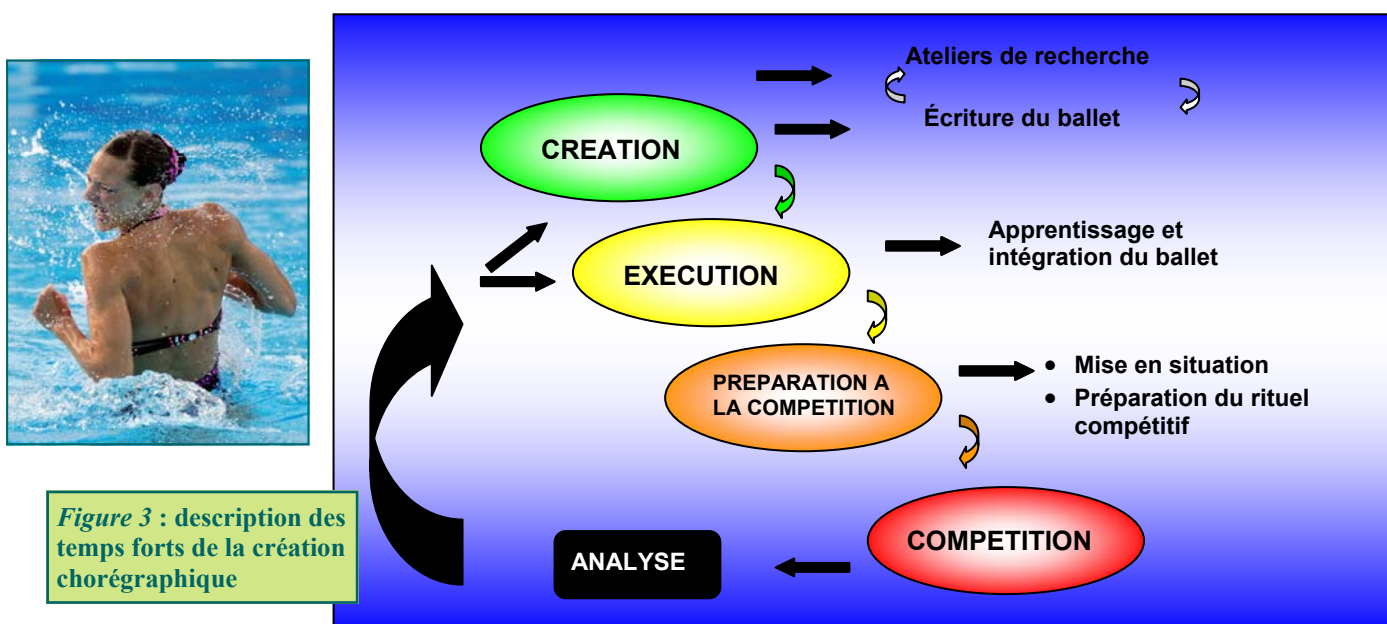 Ateliers de recherche
Écriture du ballet
CREATION
Apprentissage et
intégration du ballet
EXECUTION
• Mise en situation
• Préparation du rituel
compétitif
PREPARATION A
LA COMPETITION
Figure 3 : description des
temps forts de la création
chorégraphique
COMPETITION
ANALYSE